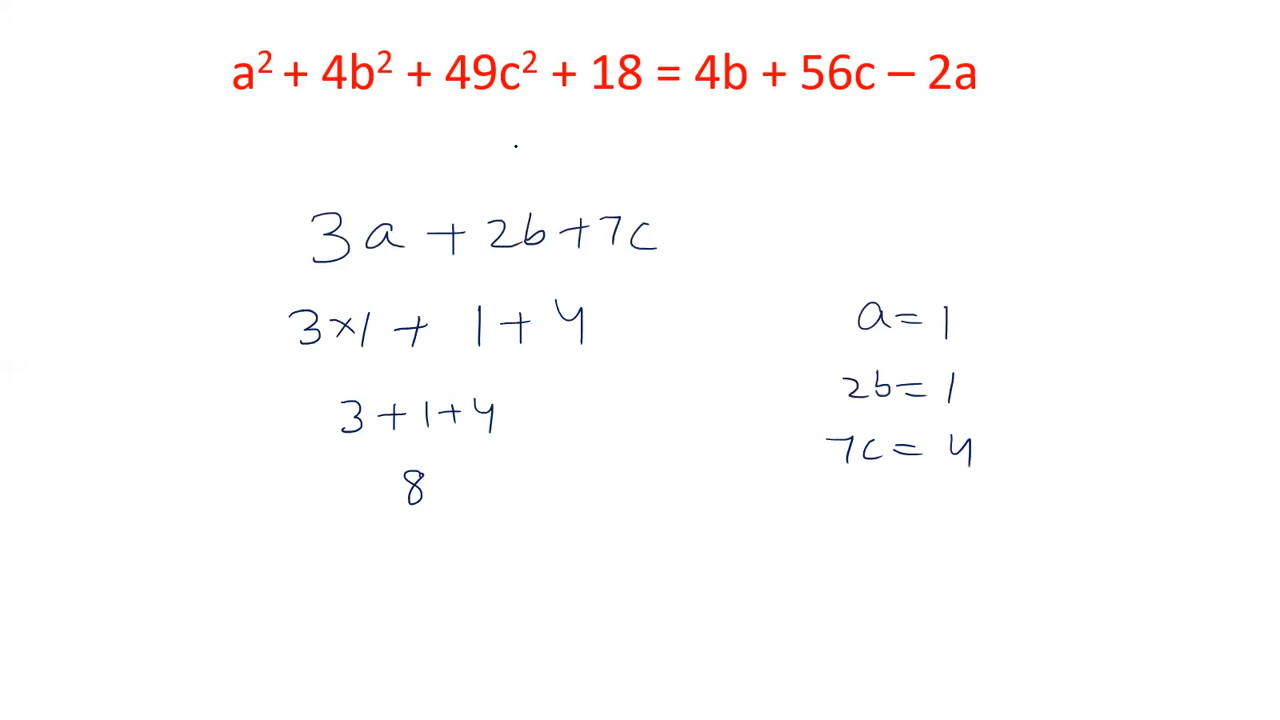 a² + 4b² + 49c² + 18 = 4b + 56c – 2a
3a + 2b + 7c
3×1 + 1 + 4
a = 1
3 + 1 + 4
2b = 1
7c = 4
8